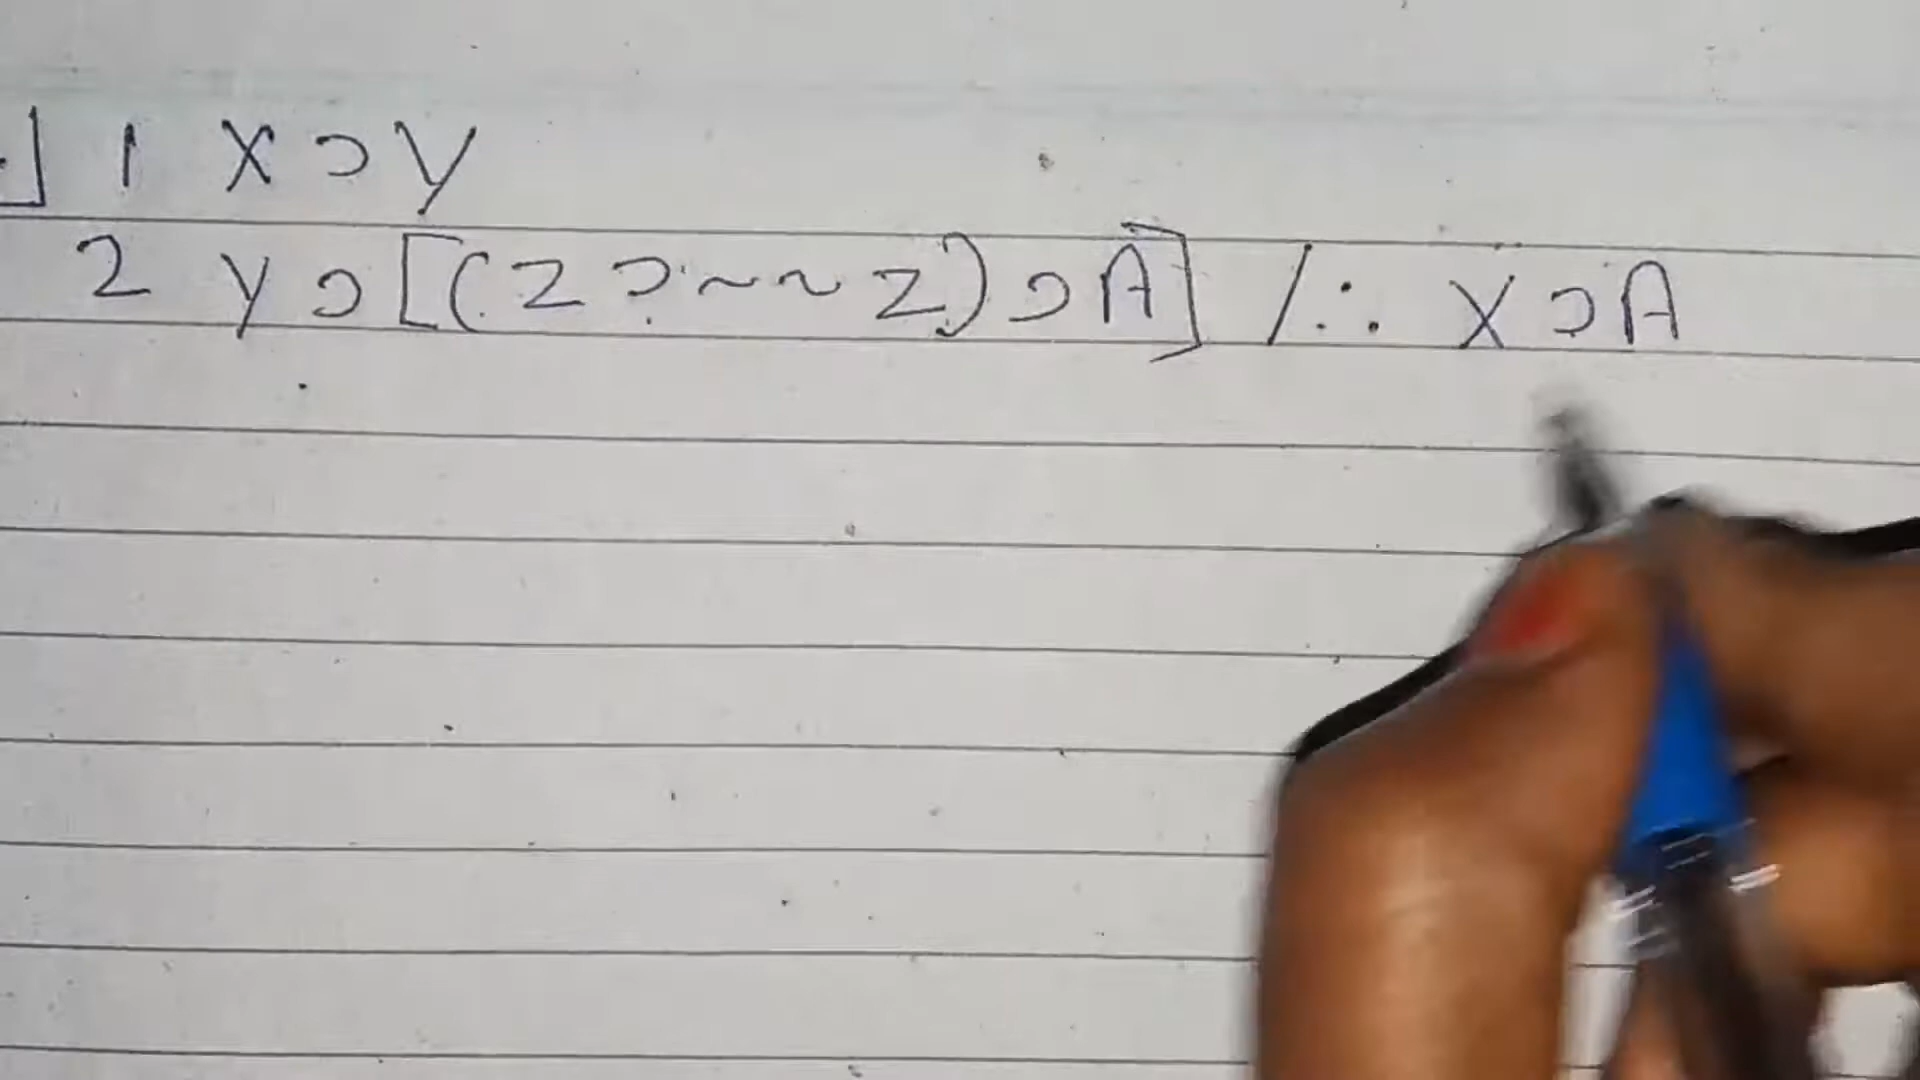 ] 1 X ⊃ Y
2 Y ⊃ [(Z ⊃ ~~Z) ⊃ A] /∴ X ⊃ A